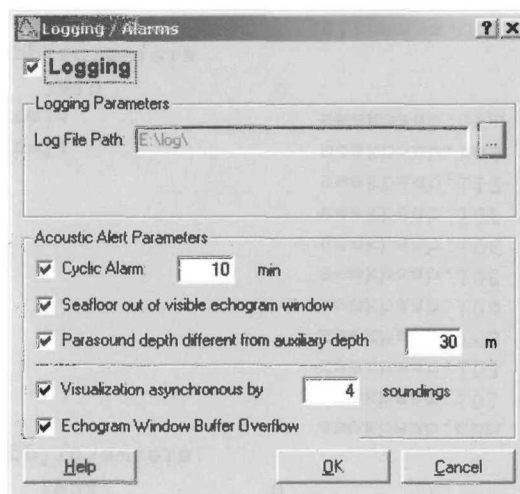 Logging / Alarms
Logging
Logging Parameters
Log File Path: E:\log\ ...
Acoustic Alert Parameters
Cyclic Alarm: 10 min
Seafloor out of visible echogram window
Parasound depth different from auxiliary depth 30 m
Visualization asynchronous by 4 soundings
Echogram Window Buffer Overflow
Help OK Cancel